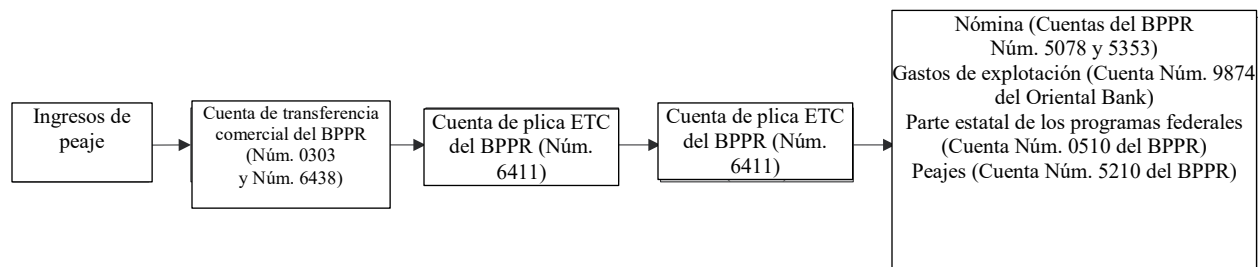 Ingresos de
peaje
Cuenta de transferencia
comercial del BPPR
(Núm. 0303
y Núm. 6438)
Cuenta de plica ETC
del BPPR (Núm.
6411)
Cuenta de plica ETC
del BPPR (Núm.
6411)
Nómina (Cuentas del BPPR
Núm. 5078 y 5353)
Gastos de explotación (Cuenta Núm. 9874
del Oriental Bank)
Parte estatal de los programas federales
(Cuenta Núm. 0510 del BPPR)
Peajes (Cuenta Núm. 5210 del BPPR)